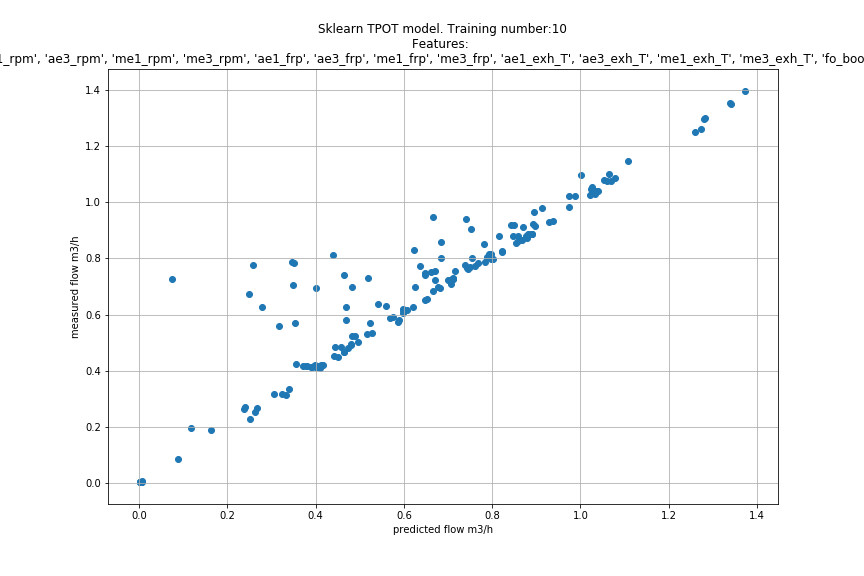 Sklearn TPOT model. Training number:10
Features:
1_rpm', 'ae3_rpm', 'me1_rpm', 'me3_rpm', 'ae1_frp', 'ae3_frp', 'me1_frp', 'me3_frp', 'ae1_exh_T', 'ae3_exh_T', 'me1_exh_T', 'me3_exh_T', 'fo_boo
1.4
1.2
1.0
0.8
0.6
0.4
0.2
0.0
measured flow m3/h
0.0 0.2 0.4 0.6 0.8 1.0 1.2 1.4
predicted flow m3/h